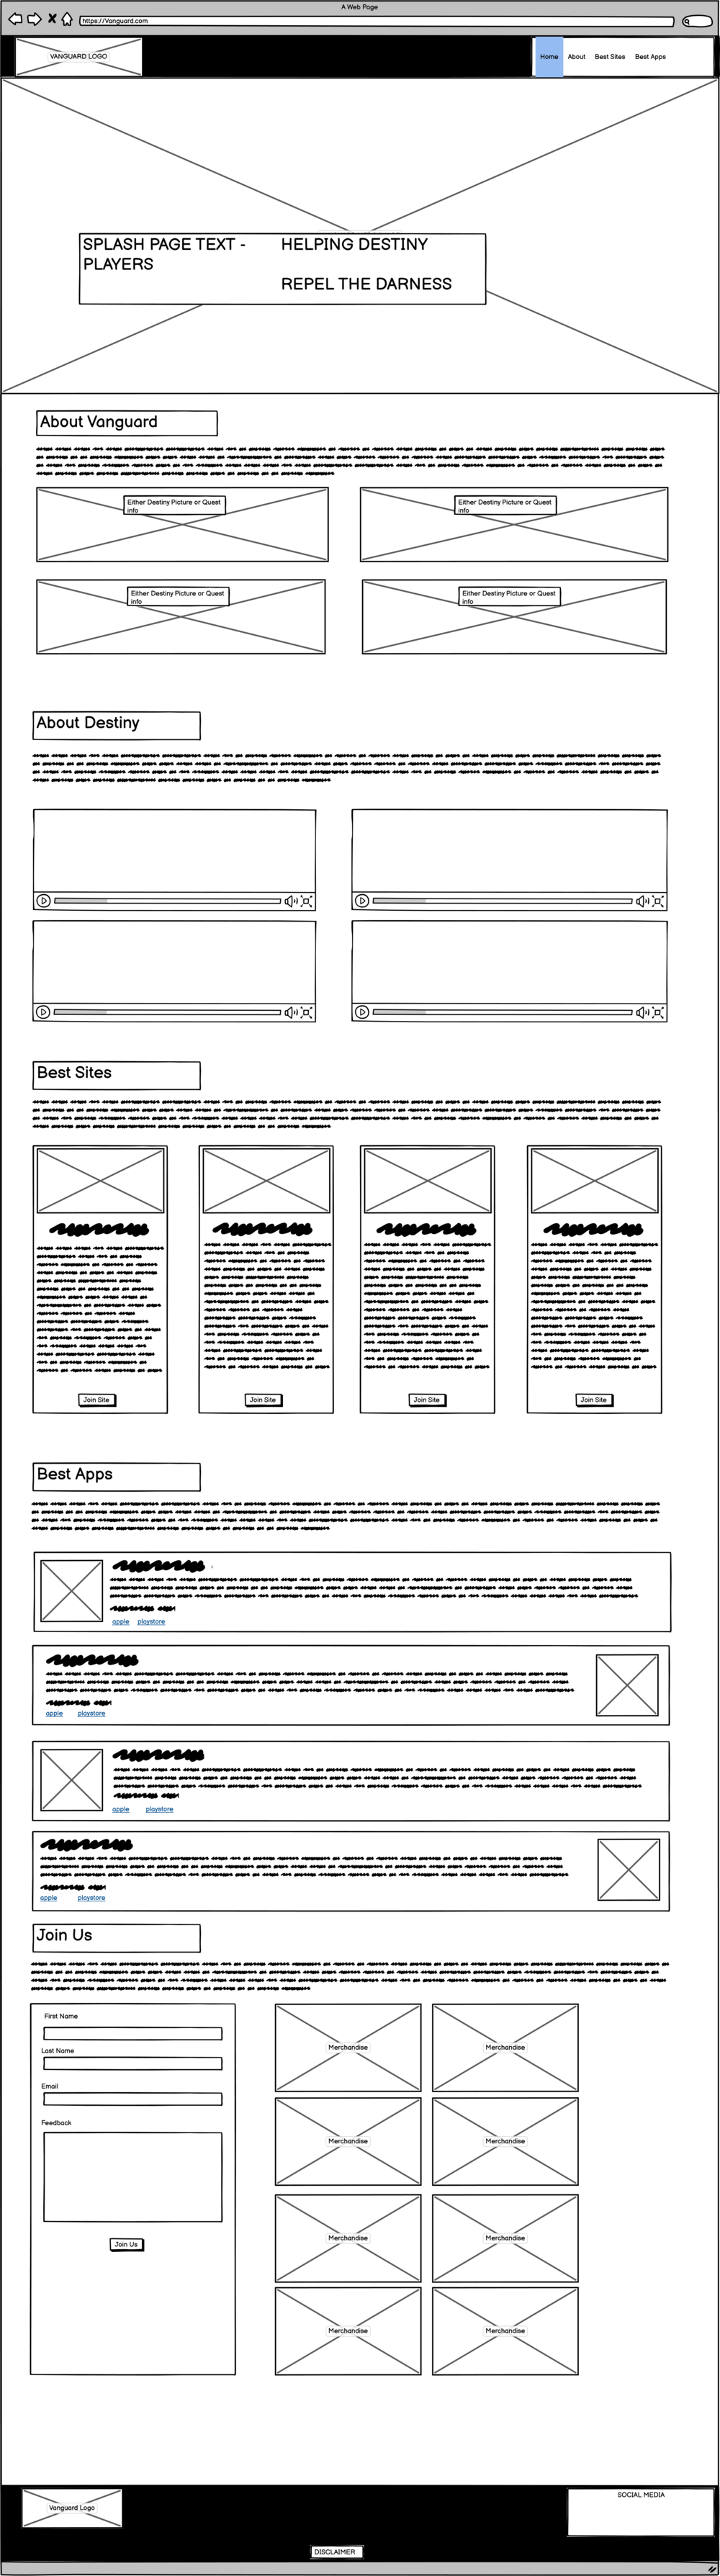 A Web Page
https://Vanguard.com
VANGUARD LOGO
Home About Best Sites Best Apps
SPLASH PAGE TEXT - HELPING DESTINY
PLAYERS
REPEL THE DARNESS
About Vanguard
Either Destiny Picture or Quest
info
Either Destiny Picture or Quest
info
Either Destiny Picture or Quest
info
Either Destiny Picture or Quest
info
About Destiny
Best Sites
Join Site
Join Site
Join Site
Join Site
Best Apps
apple playstore
apple playstore
apple playstore
apple playstore
Join Us
First Name
Last Name
Email
Feedback
Join Us
Merchandise
Merchandise
Merchandise
Merchandise
Merchandise
Merchandise
Merchandise
Merchandise
Vanguard Logo
SOCIAL MEDIA
DISCLAIMER